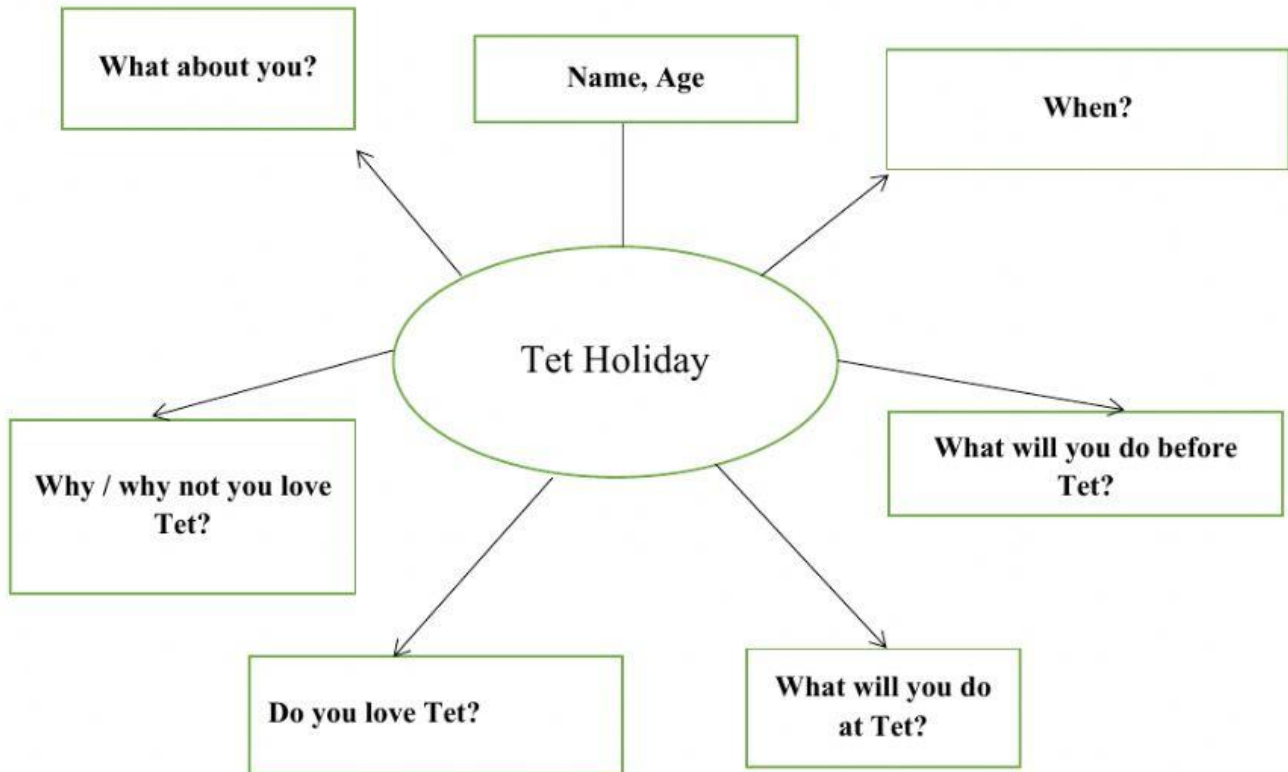 What about you?
Name, Age
When?
Tet Holiday
Why / why not you love
Tet?
What will you do before
Tet?
Do you love Tet?
What will you do
at Tet?